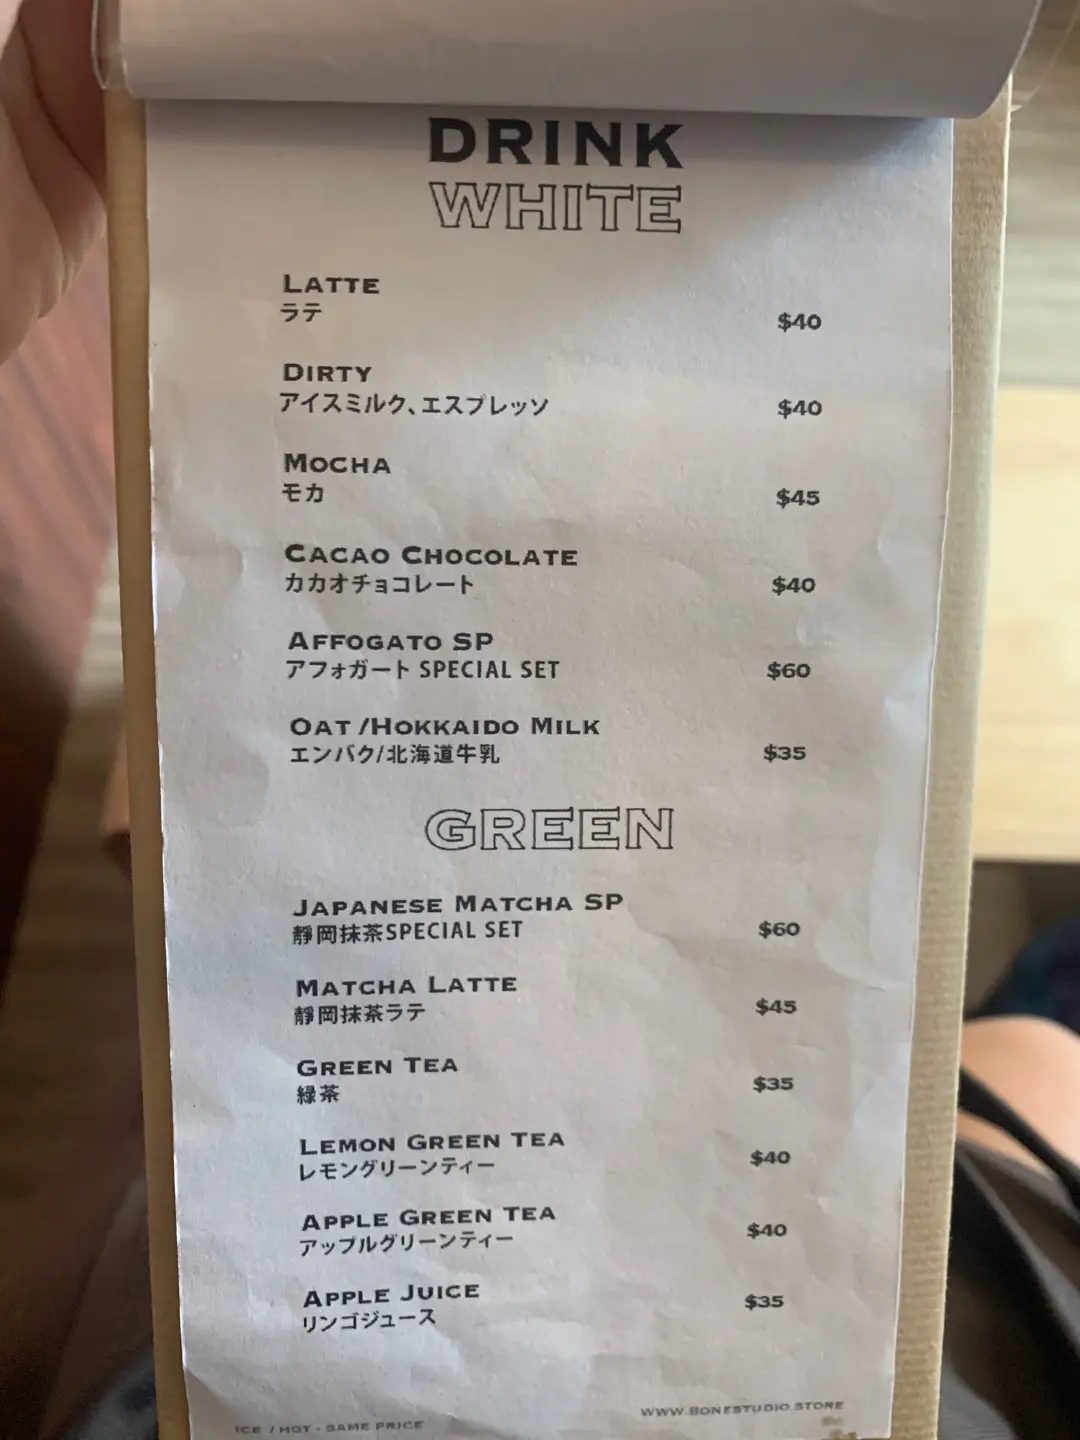 DRINK
WHITE
LATTE
ラテ
$40
DIRTY
アイスミルク、エスプレッソ
$40
MOCHA
モカ
$45
CACAO CHOCOLATE
カカオチョコレート
$40
AFFOGATO SP
アフォガート SPECIAL SET
$60
OAT /HOKKAIDO MILK
エンバク/北海道牛乳
$35
GREEN
JAPANESE MATCHA SP
靜岡抹茶SPECIAL SET
$60
MATCHA LATTE
靜岡抹茶ラテ
$45
GREEN TEA
緑茶
$35
LEMON GREEN TEA
レモングリーンティー
$40
APPLE GREEN TEA
アップルグリーンティー
$40
APPLE JUICE
リンゴジュース
$35
WWW.BONESTUDIO.STORE
ICE / HOT - SAME PRICE